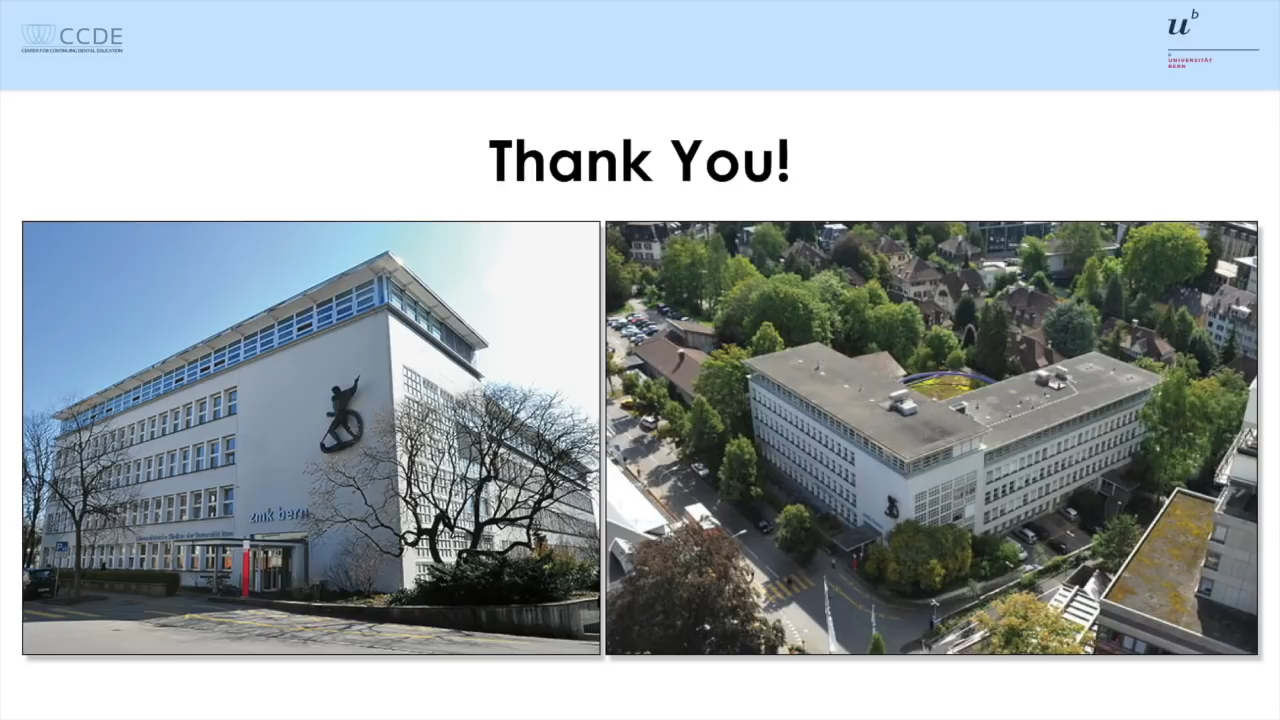 CCDE
CENTER FOR CONTINUING DENTAL EDUCATION
u b
b
UNIVERSITÄT
BERN
Thank You!
zmk bern